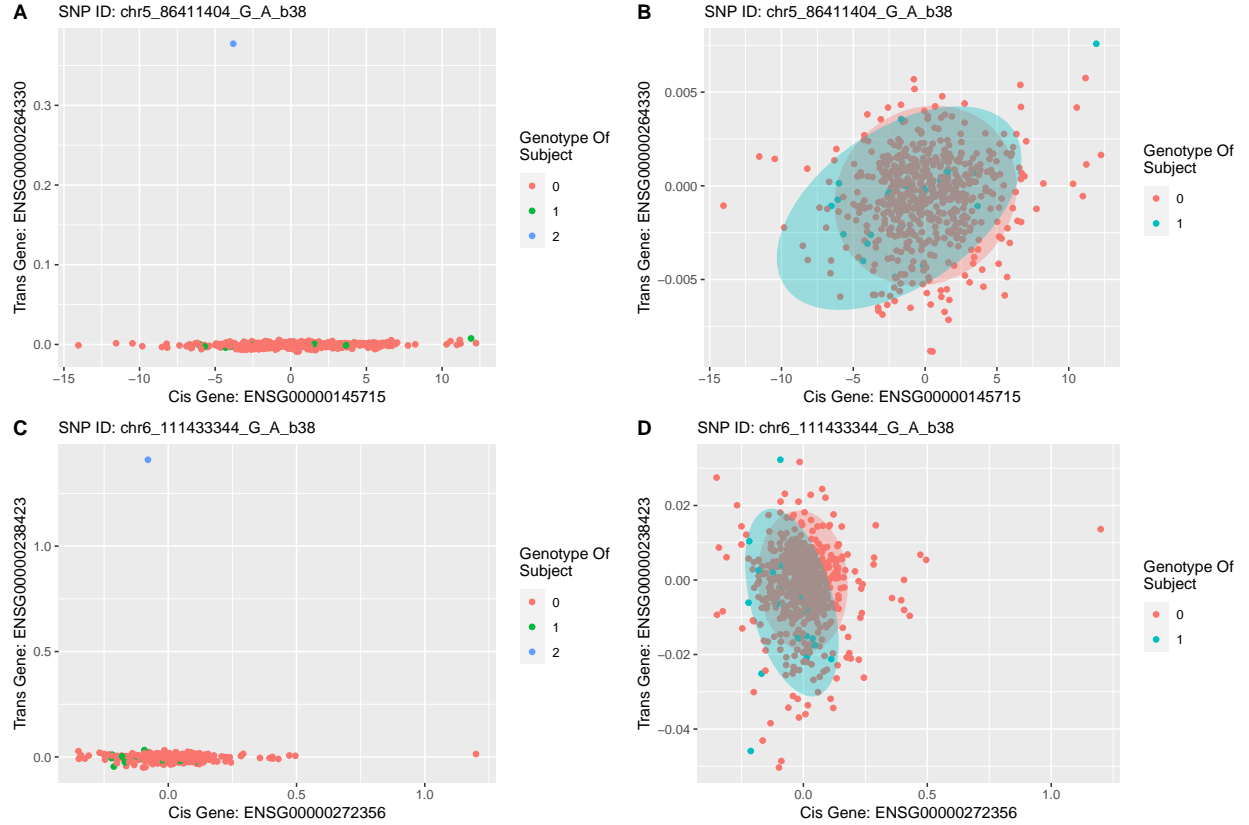 A
SNP ID: chr5_86411404_G_A_b38
Trans Gene: ENSG00000264330
0.3
0.2
0.1
0.0
−15
−10
−5
0
5
10
Cis Gene: ENSG00000145715
Genotype Of
Subject
0
1
2
B
SNP ID: chr5_86411404_G_A_b38
Trans Gene: ENSG00000264330
0.005
0.000
−0.005
−15
−10
−5
0
5
10
Cis Gene: ENSG00000145715
Genotype Of
Subject
0
1
C
SNP ID: chr6_111433344_G_A_b38
Trans Gene: ENSG00000238423
1.0
0.5
0.0
0.0
0.5
1.0
Cis Gene: ENSG00000272356
Genotype Of
Subject
0
1
2
D
SNP ID: chr6_111433344_G_A_b38
Trans Gene: ENSG00000238423
0.02
0.00
−0.02
−0.04
0.0
0.5
1.0
Cis Gene: ENSG00000272356
Genotype Of
Subject
0
1